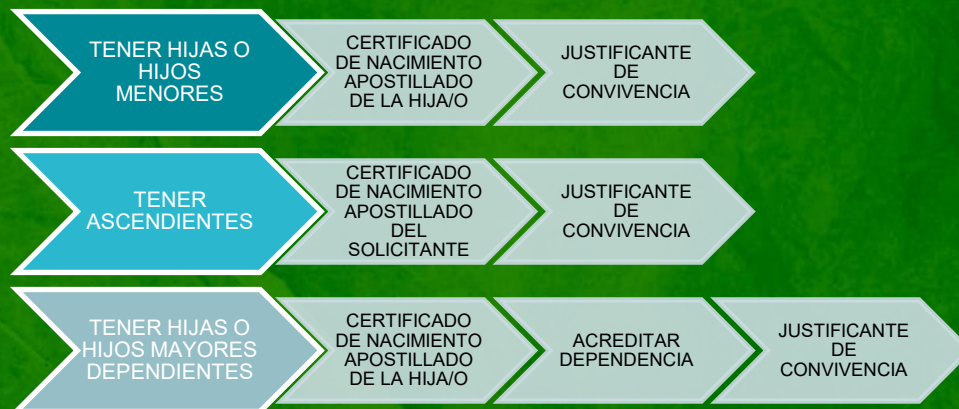 TENER HIJAS O
HIJOS
MENORES
CERTIFICADO
DE NACIMIENTO
APOSTILLADO
DE LA HIJA/O
JUSTIFICANTE
DE
CONVIVENCIA
TENER
ASCENDIENTES
CERTIFICADO
DE NACIMIENTO
APOSTILLADO
DEL
SOLICITANTE
JUSTIFICANTE
DE
CONVIVENCIA
TENER HIJAS O
HIJOS MAYORES
DEPENDIENTES
CERTIFICADO
DE NACIMIENTO
APOSTILLADO
DE LA HIJA/O
ACREDITAR
DEPENDENCIA
JUSTIFICANTE
DE
CONVIVENCIA